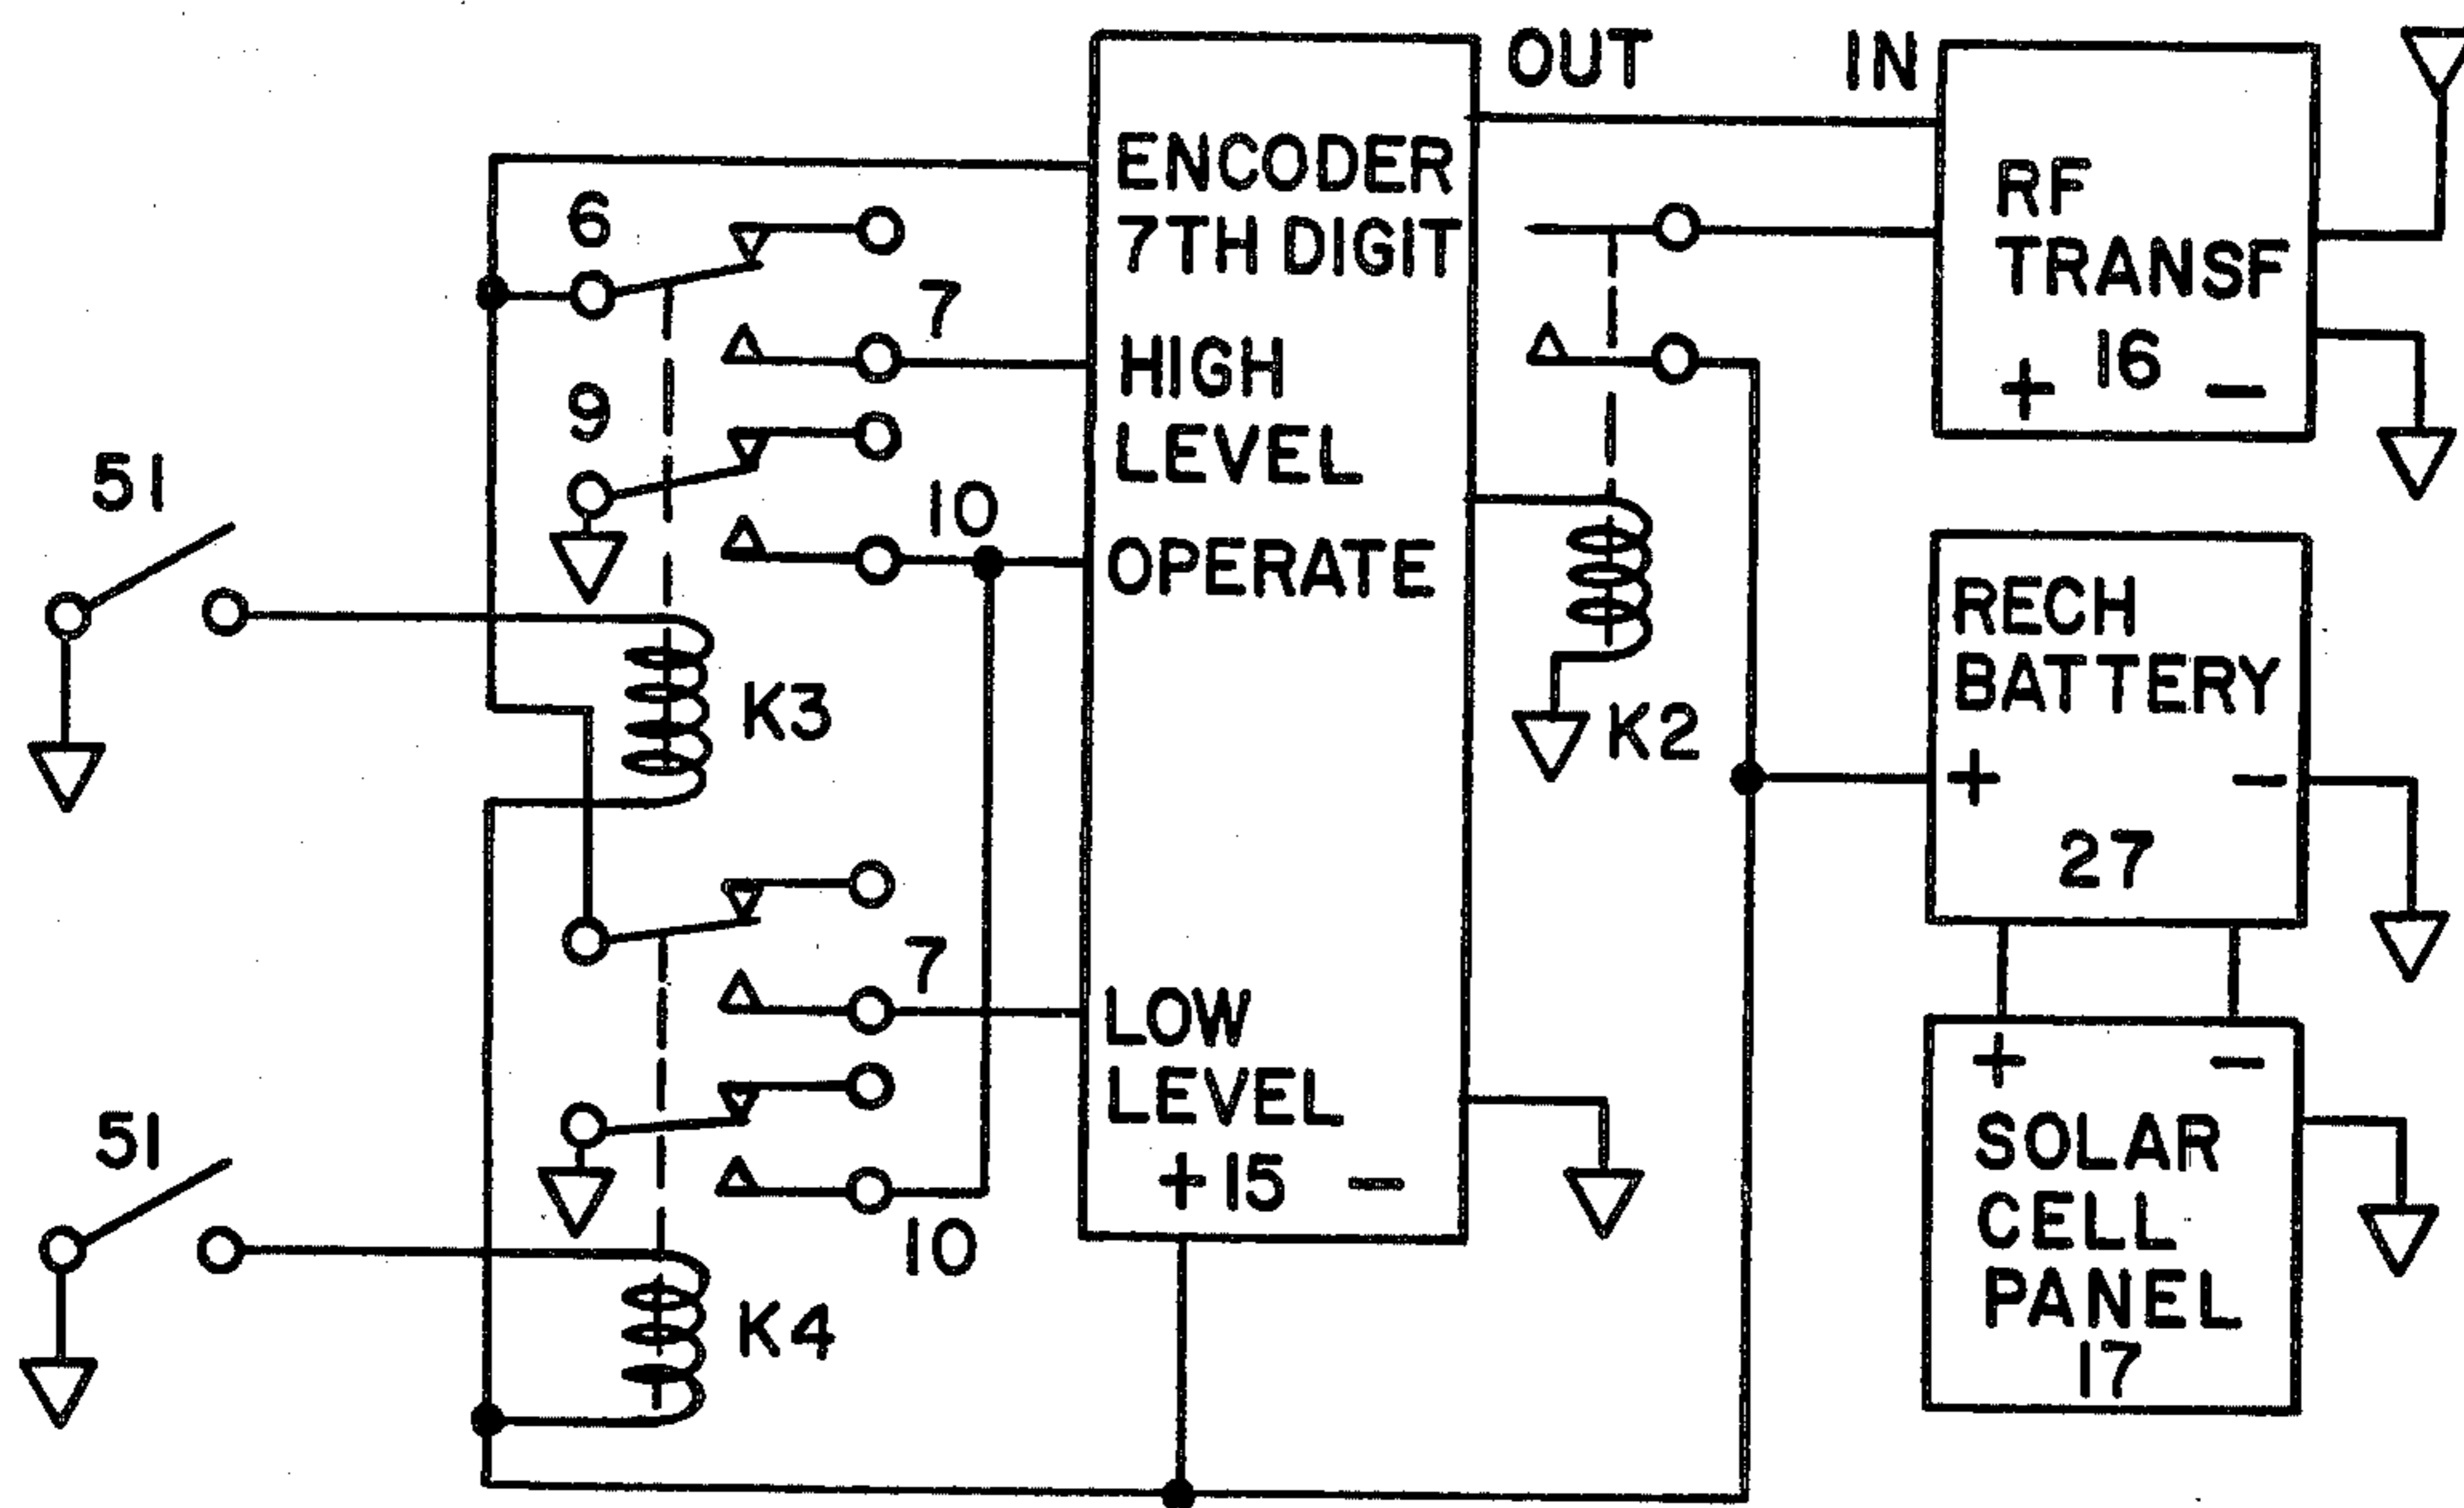 OUT
IN
ENCODER
7TH DIGIT
HIGH
LEVEL
OPERATE
LOW
LEVEL
+ 15 −
6
7
9
10
51
K3
7
10
51
K4
K2
RF
TRANSF
+ 16 −
RECH
BATTERY
+ −
27
+ −
SOLAR
CELL
PANEL
17